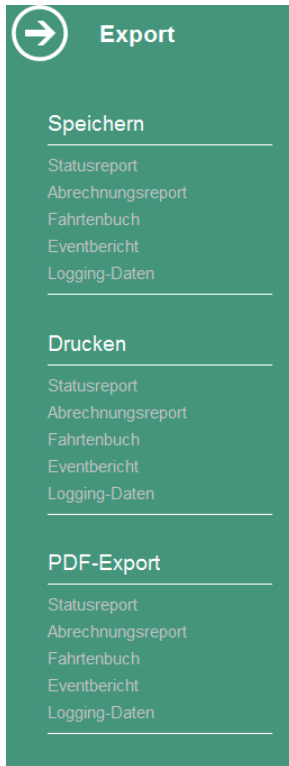 Export
Speichern
Statusreport
Abrechnungsreport
Fahrtenbuch
Eventbericht
Logging-Daten
Drucken
Statusreport
Abrechnungsreport
Fahrtenbuch
Eventbericht
Logging-Daten
PDF-Export
Statusreport
Abrechnungsreport
Fahrtenbuch
Eventbericht
Logging-Daten